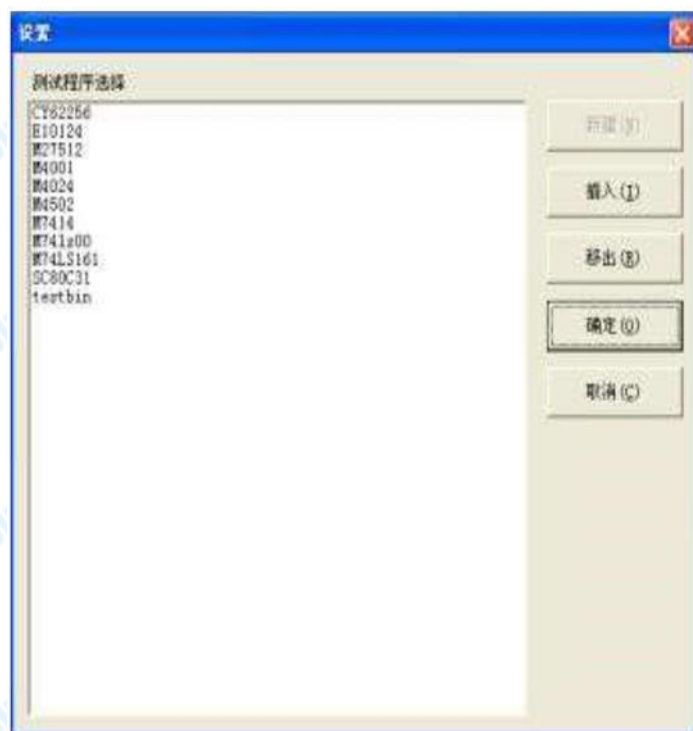 设置
测试程序选择
CY62256
E10124
M27512
M4001
M4024
M4502
M7414
M74ls00
M74LS161
SC80C31
testbin
新建(N)
插入(I)
移出(R)
确定(O)
取消(C)